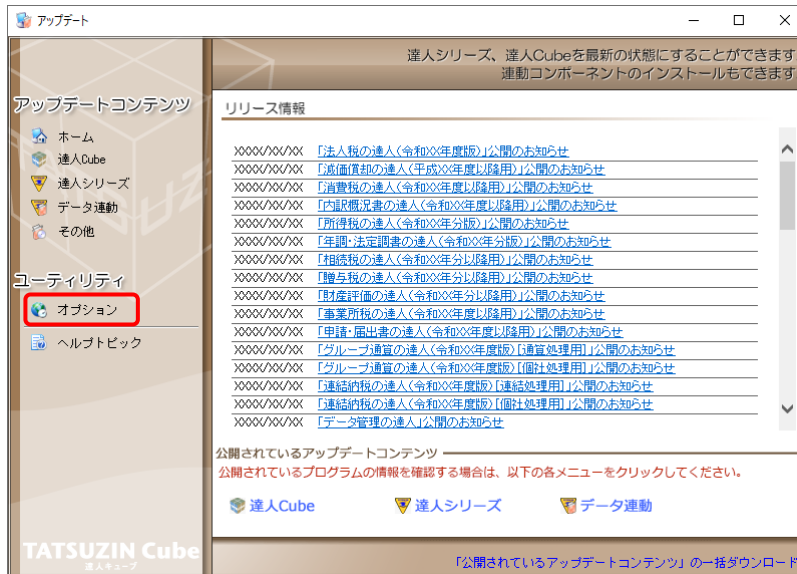 アップデート
達人シリーズ、達人Cubeを最新の状態にすることができます
連動コンポーネントのインストールもできます
アップデートコンテンツ
ホーム
達人Cube
達人シリーズ
データ連動
その他
ユーティリティ
オプション
ヘルプトピック
TATSUZIN Cube
達人キューブ
リリース情報
XXXX/XX/XX 「法人税の達人(令和XX年度版)」公開のお知らせ
XXXX/XX/XX 「減価償却の達人(平成XX年度以降用)」公開のお知らせ
XXXX/XX/XX 「消費税の達人(令和XX年度以降用)」公開のお知らせ
XXXX/XX/XX 「内訳概況書の達人(令和XX年度以降用)」公開のお知らせ
XXXX/XX/XX 「所得税の達人(令和XX年分版)」公開のお知らせ
XXXX/XX/XX 「年調・法定調書の達人(令和XX年分版)」公開のお知らせ
XXXX/XX/XX 「相続税の達人(令和XX年分以降用)」公開のお知らせ
XXXX/XX/XX 「贈与税の達人(令和XX年分以降用)」公開のお知らせ
XXXX/XX/XX 「財産評価の達人(令和XX年分以降用)」公開のお知らせ
XXXX/XX/XX 「事業所税の達人(令和XX年度以降用)」公開のお知らせ
XXXX/XX/XX 「申請・届出書の達人(令和XX年度以降用)」公開のお知らせ
XXXX/XX/XX 「グループ通算の達人(令和XX年度版)[通算処理用]」公開のお知らせ
XXXX/XX/XX 「グループ通算の達人(令和XX年度版)[個社処理用]」公開のお知らせ
XXXX/XX/XX 「連結納税の達人(令和XX年度版)[連結処理用]」公開のお知らせ
XXXX/XX/XX 「連結納税の達人(令和XX年度版)[個社処理用]」公開のお知らせ
XXXX/XX/XX 「データ管理の達人」公開のお知らせ
公開されているアップデートコンテンツ
公開されているプログラムの情報を確認する場合は、以下の各メニューをクリックしてください。
達人Cube 達人シリーズ データ連動
「公開されているアップデートコンテンツ」の一括ダウンロード